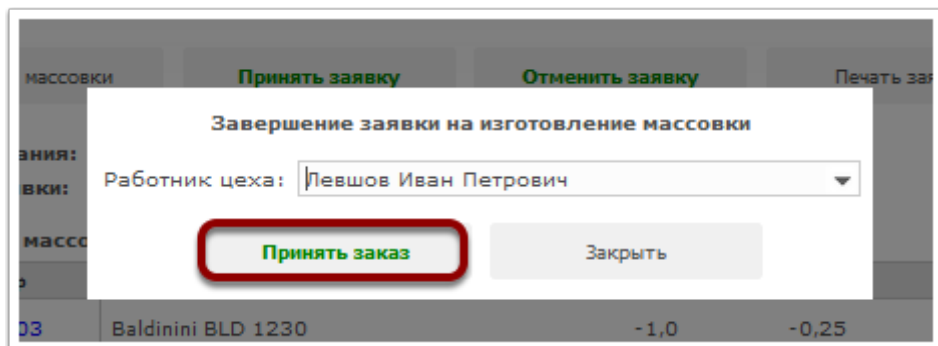 массовки Принять заявку Отменить заявку Печать зая
Завершение заявки на изготовление массовки
ания:
Работник цеха: Левшов Иван Петрович
вки:
массо
Принять заказ Закрыть
03 Baldinini BLD 1230 -1,0 -0,25